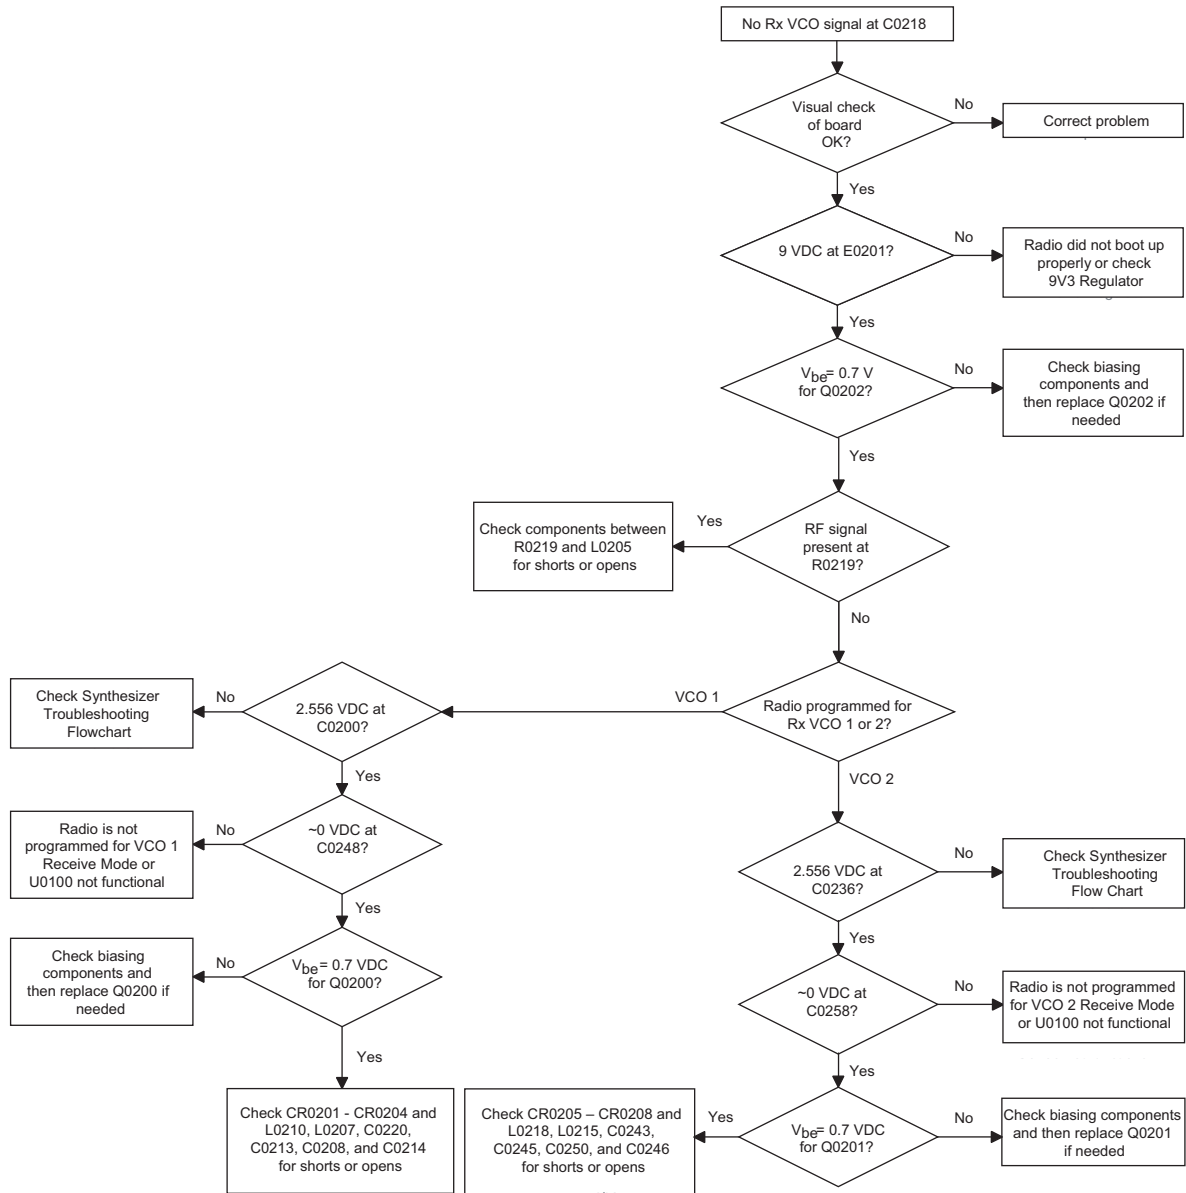 No Rx VCO signal at C0218
Visual check
of board
OK?
No
Correct problem
Yes
9 VDC at E0201?
No
Radio did not boot up
properly or check
9V3 Regulator
Yes
Vbe= 0.7 V
for Q0202?
No
Check biasing
components and
then replace Q0202 if
needed
Yes
RF signal
present at
R0219?
Yes
Check components between
R0219 and L0205
for shorts or opens
No
Radio programmed for
Rx VCO 1 or 2?
VCO 1
2.556 VDC at
C0200?
No
Check Synthesizer
Troubleshooting
Flowchart
Yes
~0 VDC at
C0248?
No
Radio is not
programmed for VCO 1
Receive Mode or
U0100 not functional
Yes
Vbe= 0.7 VDC
for Q0200?
No
Check biasing
components and
then replace Q0200 if
needed
Yes
Check CR0201 - CR0204 and
L0210, L0207, C0220,
C0213, C0208, and C0214
for shorts or opens
VCO 2
2.556 VDC at
C0236?
No
Check Synthesizer
Troubleshooting
Flow Chart
Yes
~0 VDC at
C0258?
No
Radio is not programmed
for VCO 2 Receive Mode
or U0100 not functional
Yes
Vbe= 0.7 VDC
for Q0201?
No
Check biasing components
and then replace Q0201
if needed
Yes
Check CR0205 – CR0208 and
L0218, L0215, C0243,
C0245, C0250, and C0246
for shorts or opens